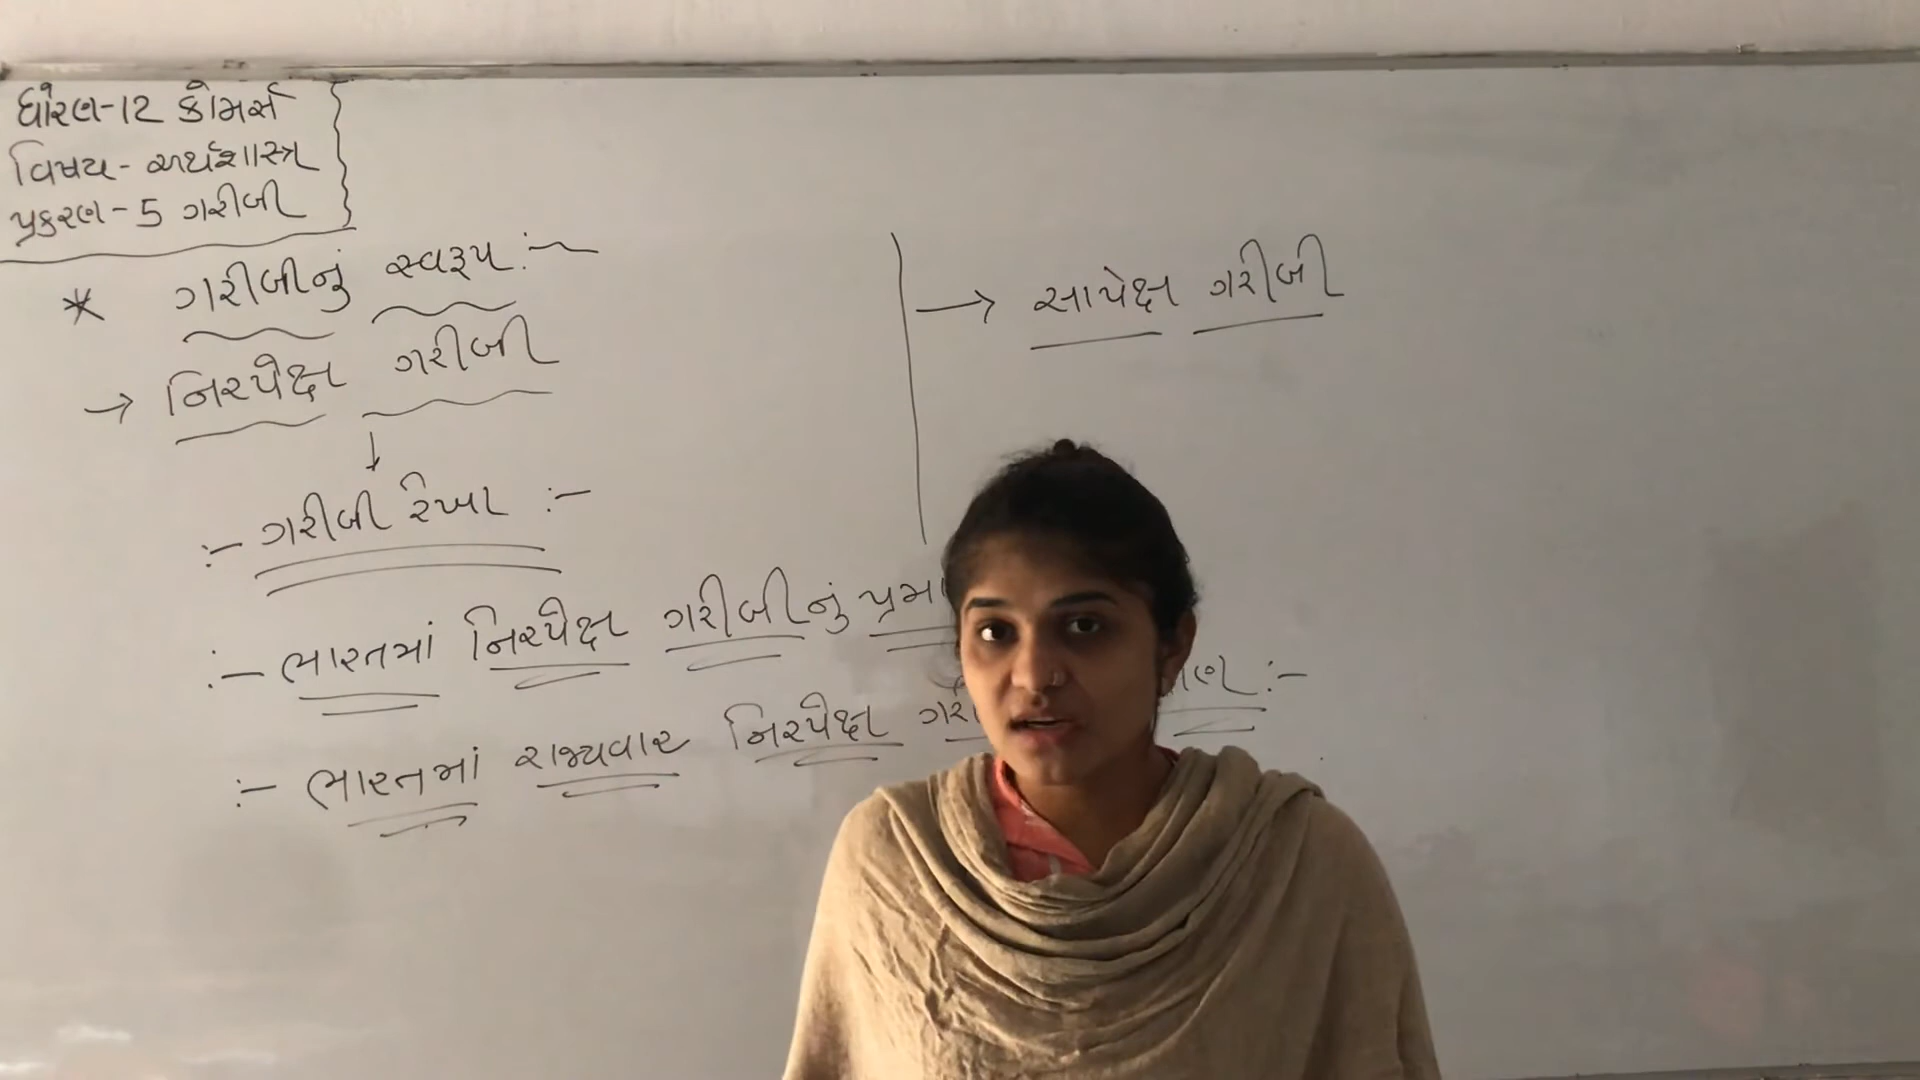 ધોરણ-12 કોમર્સ
વિષય - અર્થશાસ્ત્ર
પ્રકરણ - 5 ગરીબી
* ગરીબીનું સ્વરૂપ :-
→ નિરપેક્ષ ગરીબી
↓
:- ગરીબી રેખા :-
:- ભારતમાં નિરપેક્ષ ગરીબીનું
:- ભારતમાં રાજ્યવાર નિરપેક્ષ
→ સાપેક્ષ ગરીબી